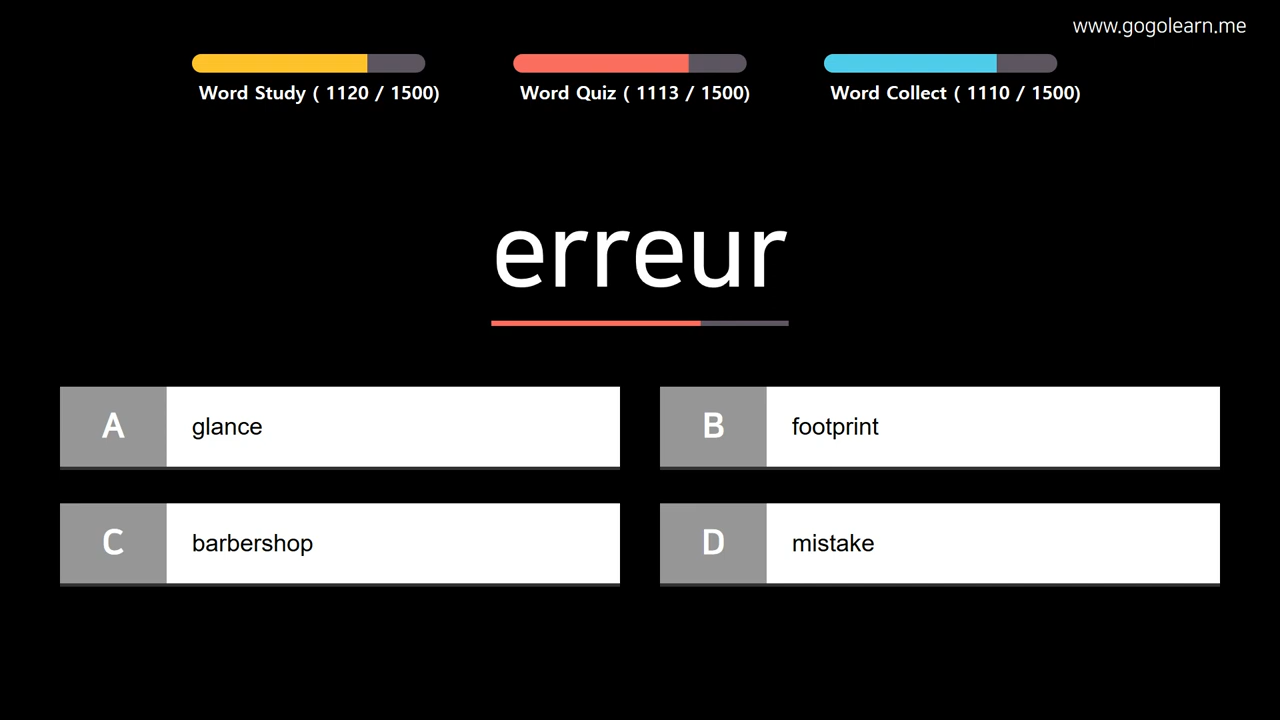 www.gogolearn.me
Word Study ( 1120 / 1500)
Word Quiz ( 1113 / 1500)
Word Collect ( 1110 / 1500)
erreur
A glance
B footprint
C barbershop
D mistake